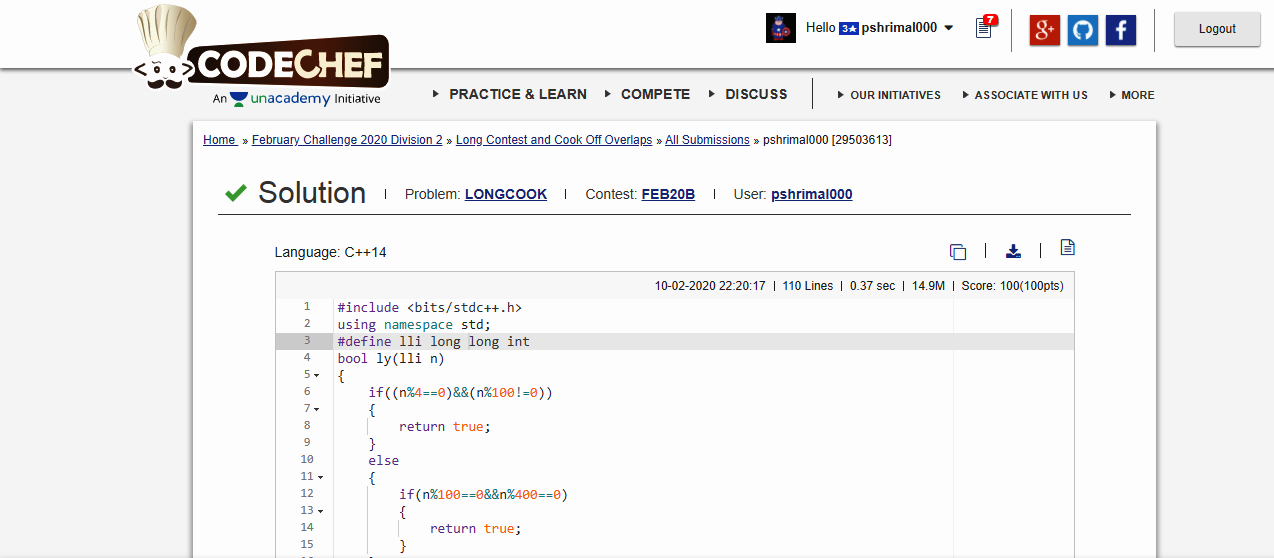 Hello 3★ pshrimal000
7
g+
f
Logout
CODECHEF
An unacademy Initiative
PRACTICE & LEARN COMPETE DISCUSS OUR INITIATIVES ASSOCIATE WITH US MORE
Home » February Challenge 2020 Division 2 » Long Contest and Cook Off Overlaps » All Submissions » pshrimal000 [29503613]
Solution | Problem: LONGCOOK | Contest: FEB20B | User: pshrimal000
Language: C++14
10-02-2020 22:20:17 | 110 Lines | 0.37 sec | 14.9M | Score: 100(100pts)
1 #include <bits/stdc++.h>
2 using namespace std;
3 #define lli long long int
4 bool ly(lli n)
5 {
6 if((n%4==0)&&(n%100!=0))
7 {
8 return true;
9 }
10 else
11 {
12 if(n%100==0&&n%400==0)
13 {
14 return true;
15 }